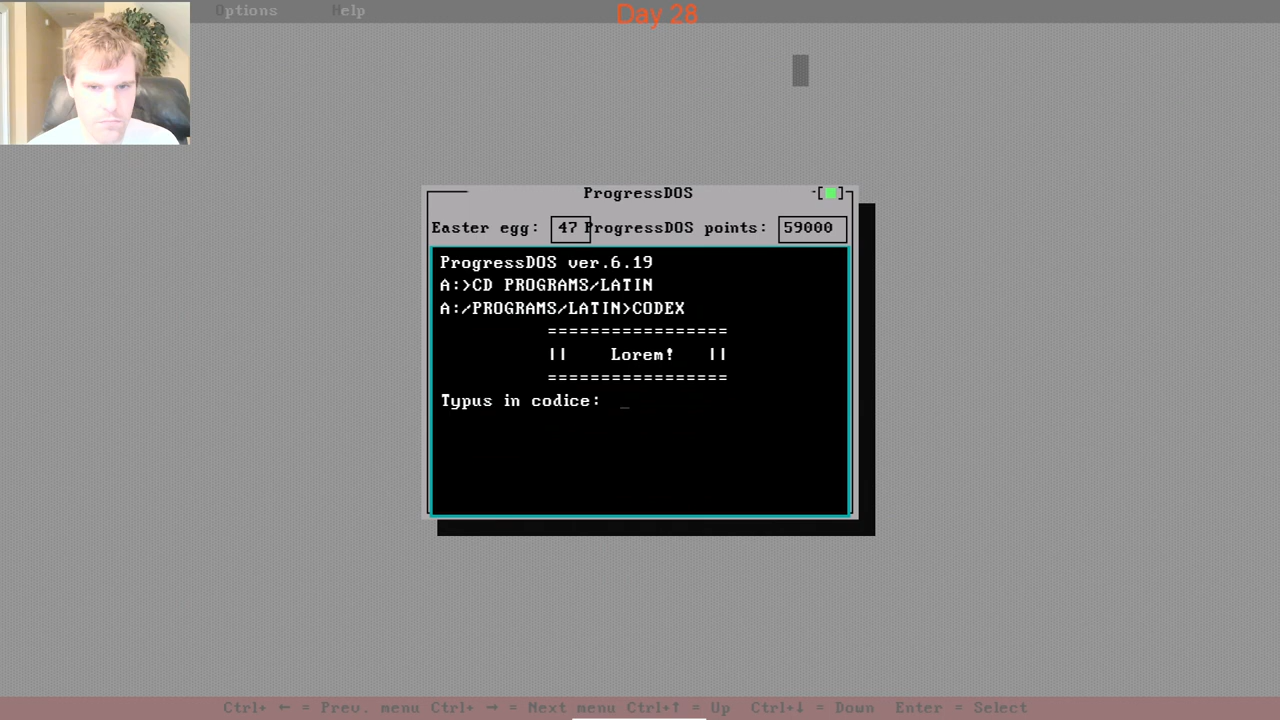 Options Help
Day 28
ProgressDOS
Easter egg: 47 ProgressDOS points: 59000
ProgressDOS ver.6.19
A:>CD PROGRAMS/LATIN
A:/PROGRAMS/LATIN>CODEX
=================
|| Lorem! ||
=================
Typus in codice: _
Ctrl+ ← = Prev. menu Ctrl+ → = Next menu Ctrl+↑ = Up Ctrl+↓ = Down Enter = Select